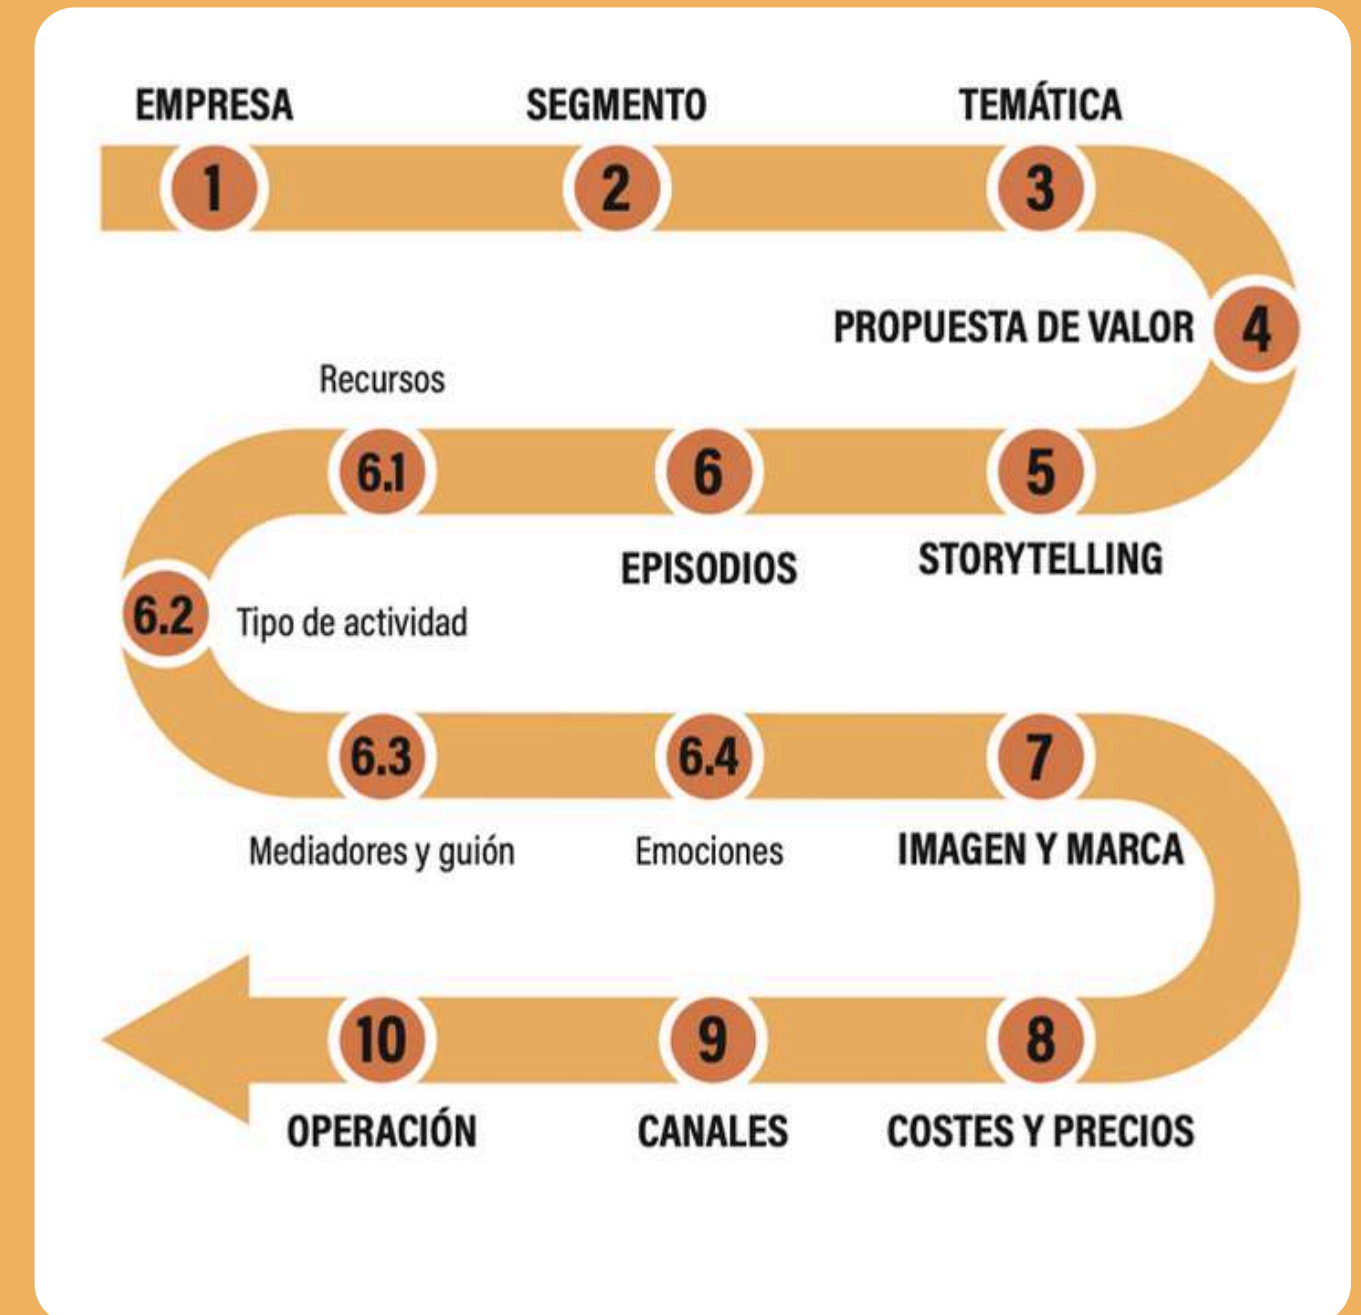 EMPRESA
1
SEGMENTO
2
TEMÁTICA
3
PROPUESTA DE VALOR
4
5
STORYTELLING
6
EPISODIOS
Recursos
6.1
6.2
Tipo de actividad
6.3
Mediadores y guión
6.4
Emociones
7
IMAGEN Y MARCA
8
COSTES Y PRECIOS
9
CANALES
10
OPERACIÓN